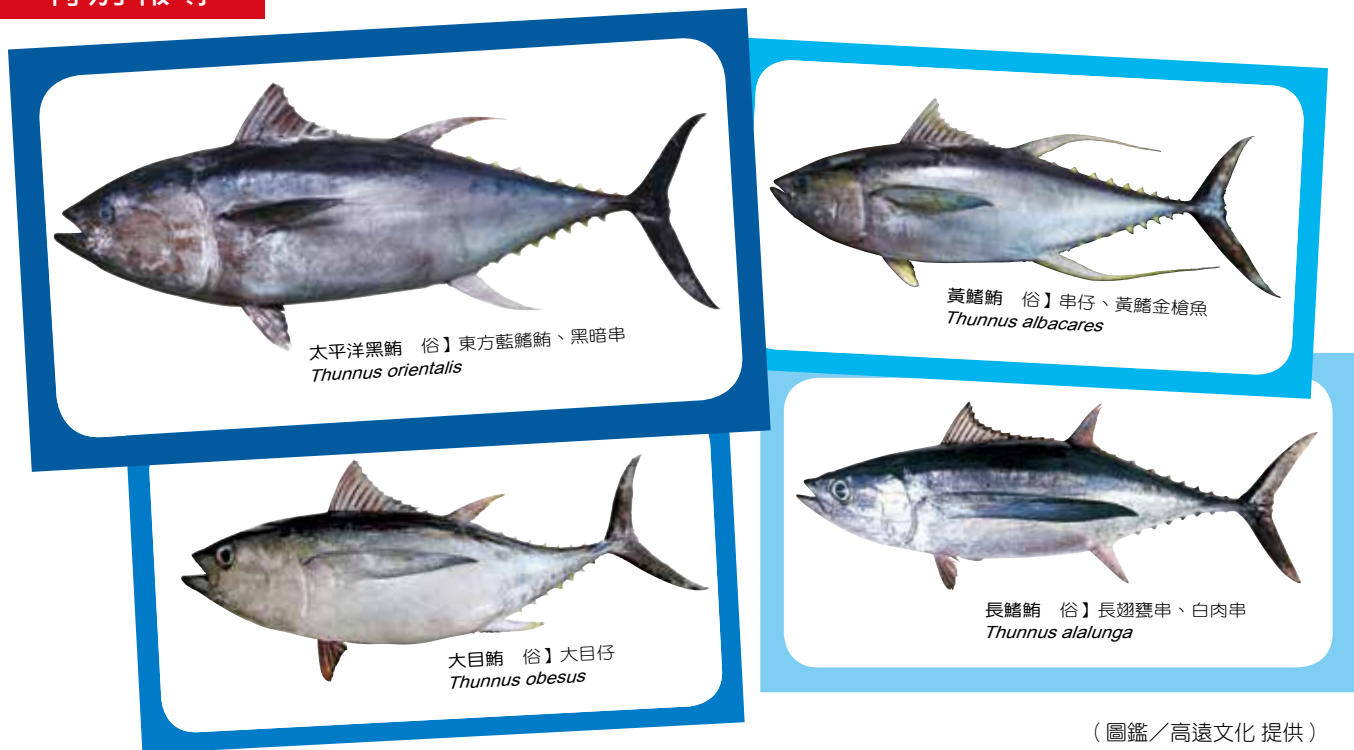 太平洋黑鮪 俗】東方藍鰭鮪、黑暗串
Thunnus orientalis
黃鰭鮪 俗】串仔、黃鰭金槍魚
Thunnus albacares
大目鮪 俗】大目仔
Thunnus obesus
長鰭鮪 俗】長翅甕串、白肉串
Thunnus alalunga
（圖鑑／高遠文化 提供）